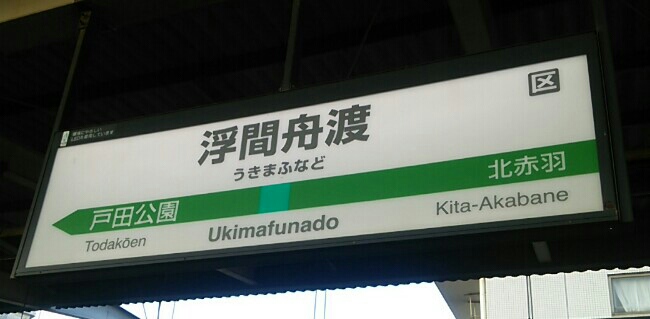 区
浮間舟渡
うきまふなど
戸田公園
北赤羽
Todakōen
Ukimafunado
Kita-Akabane